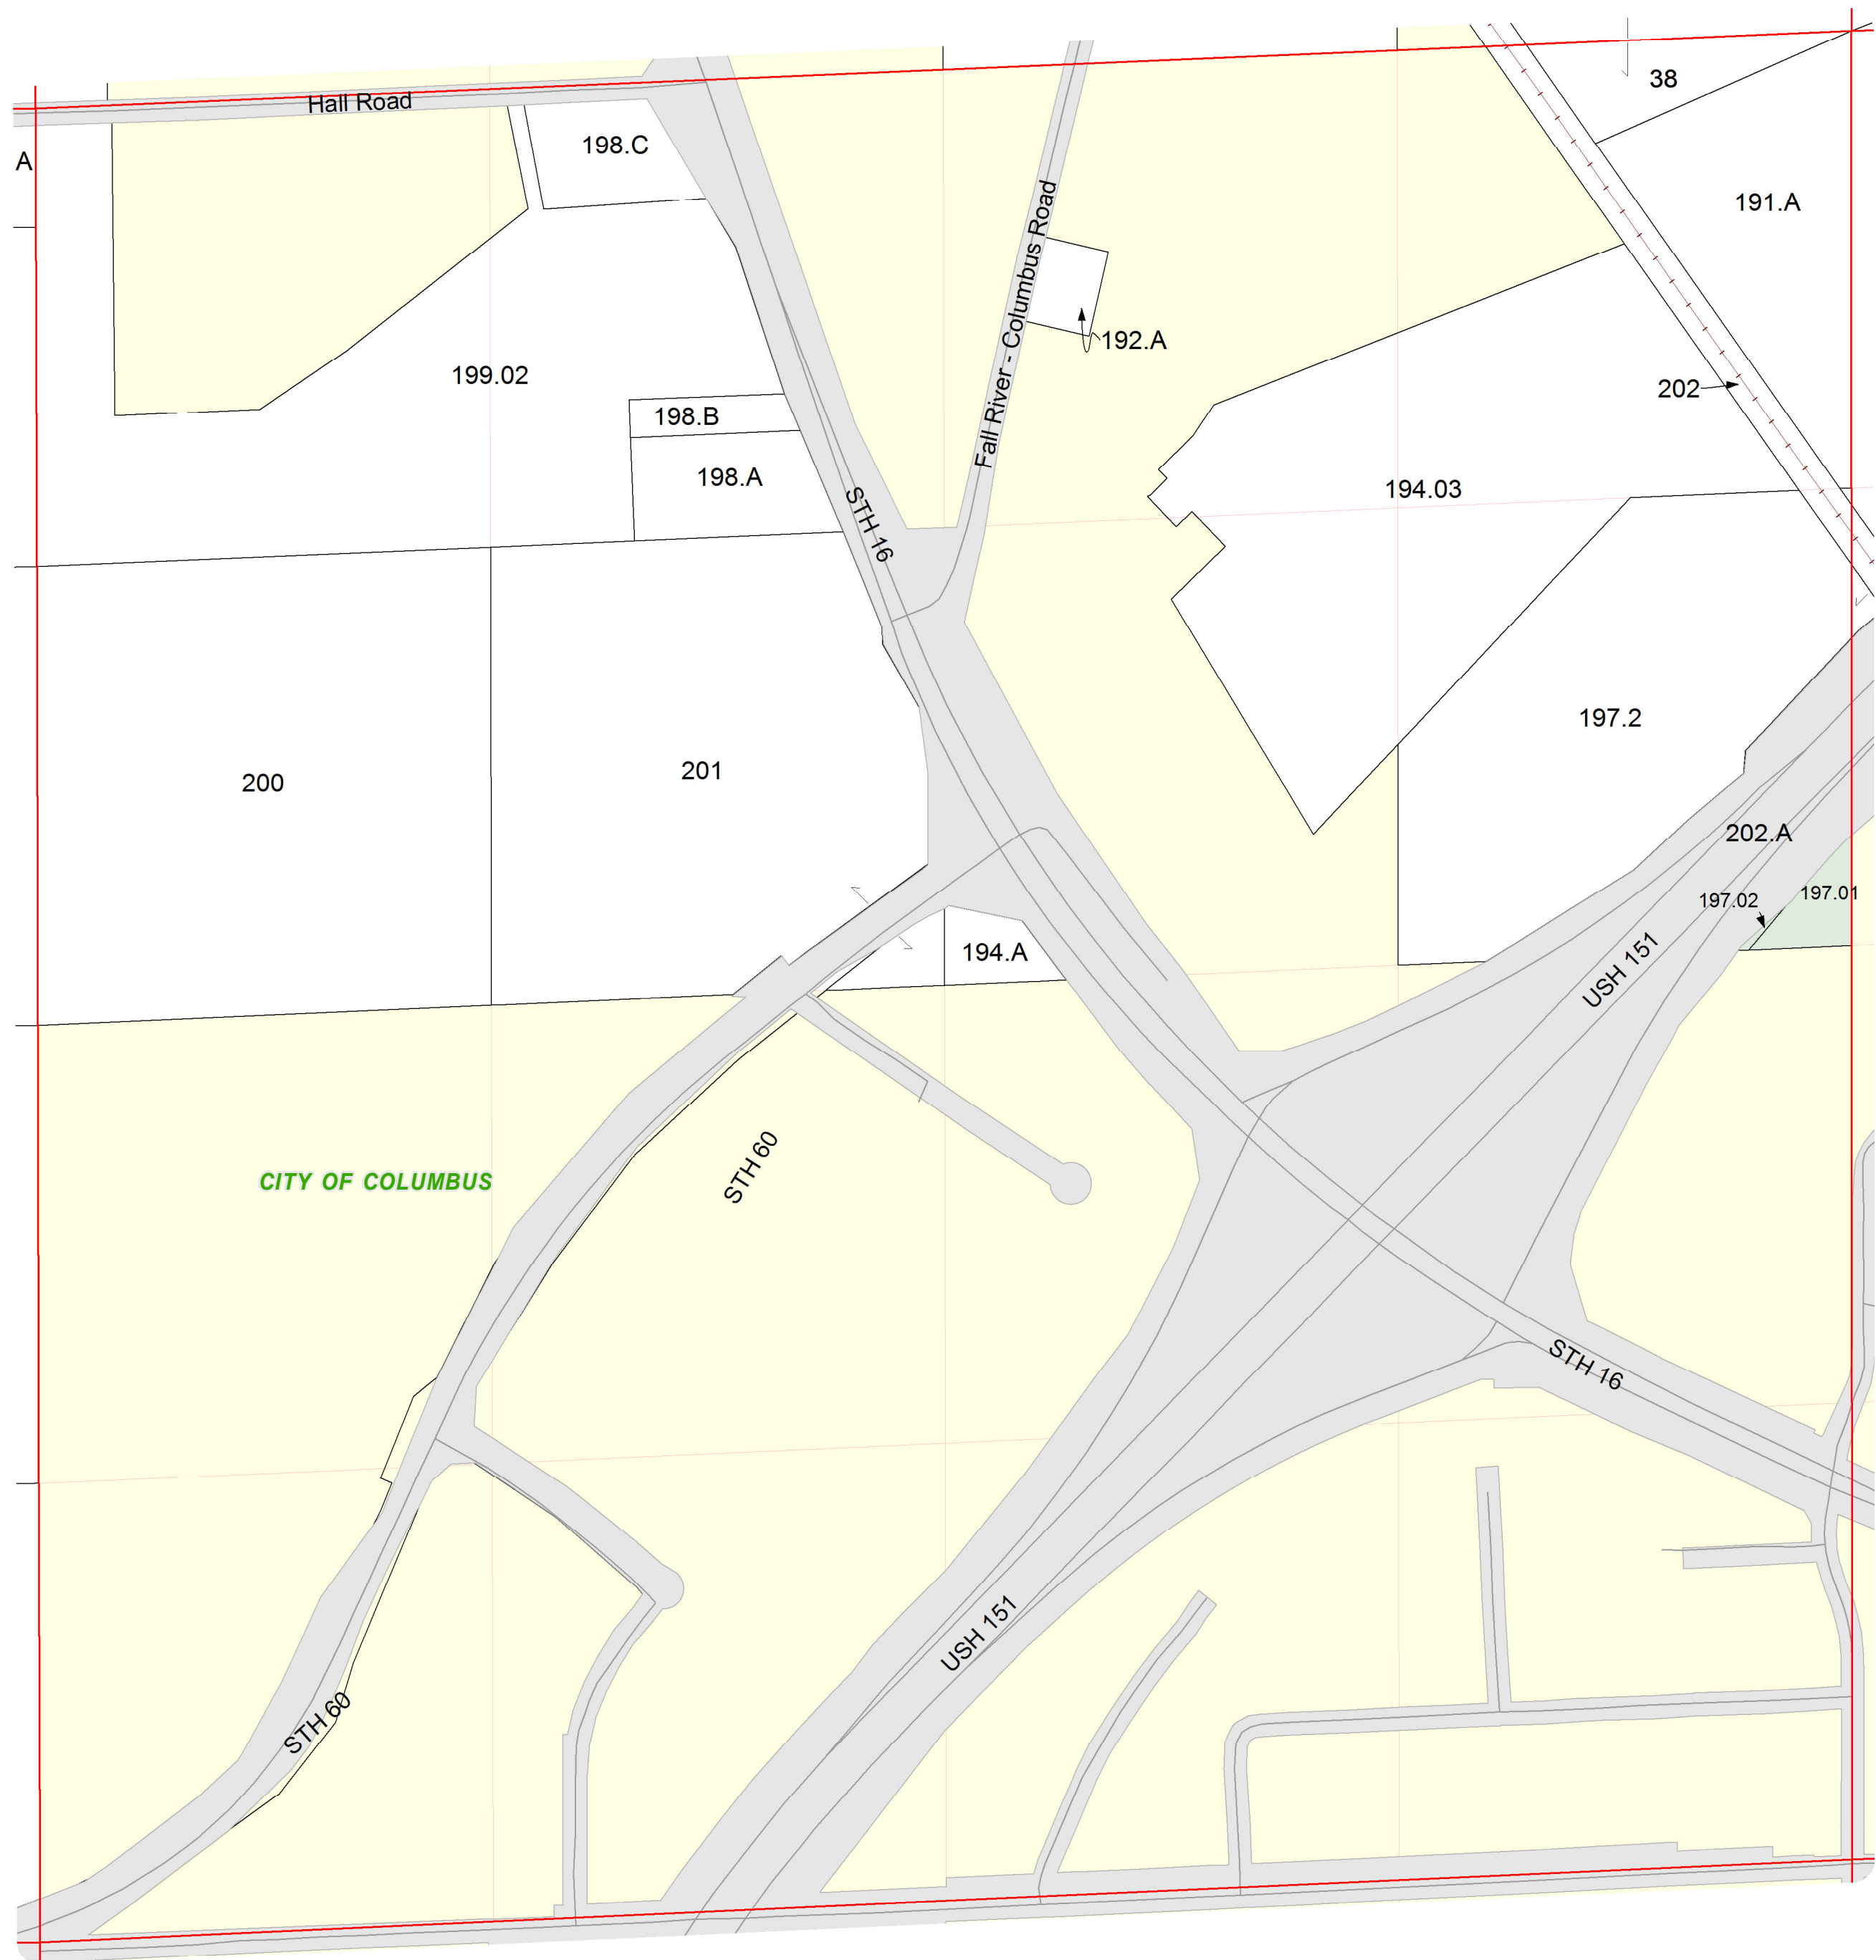 38
Hall Road
198.C
A
191.A
Fall River - Columbus Road
192.A
199.02
202
198.B
198.A
194.03
STH 16
197.2
201
200
202.A
197.01
197.02
194.A
USH 151
STH 60
CITY OF COLUMBUS
STH 16
USH 151
STH 60